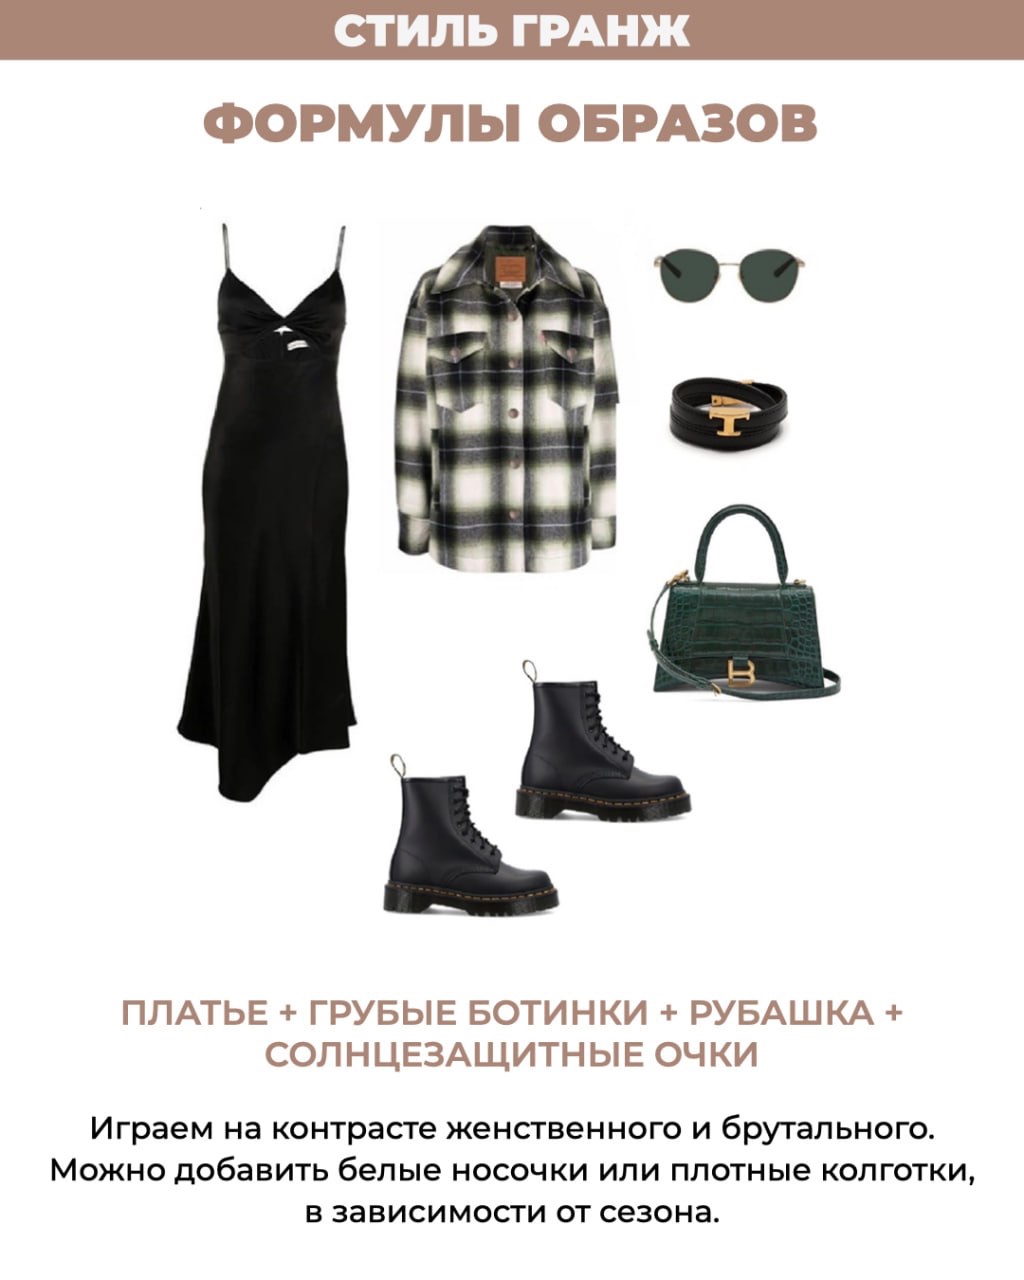 СТИЛЬ ГРАНЖ
ФОРМУЛЫ ОБРАЗОВ
ПЛАТЬЕ + ГРУБЫЕ БОТИНКИ + РУБАШКА +
СОЛНЦЕЗАЩИТНЫЕ ОЧКИ
Играем на контрасте женственного и брутального.
Можно добавить белые носочки или плотные колготки,
в зависимости от сезона.